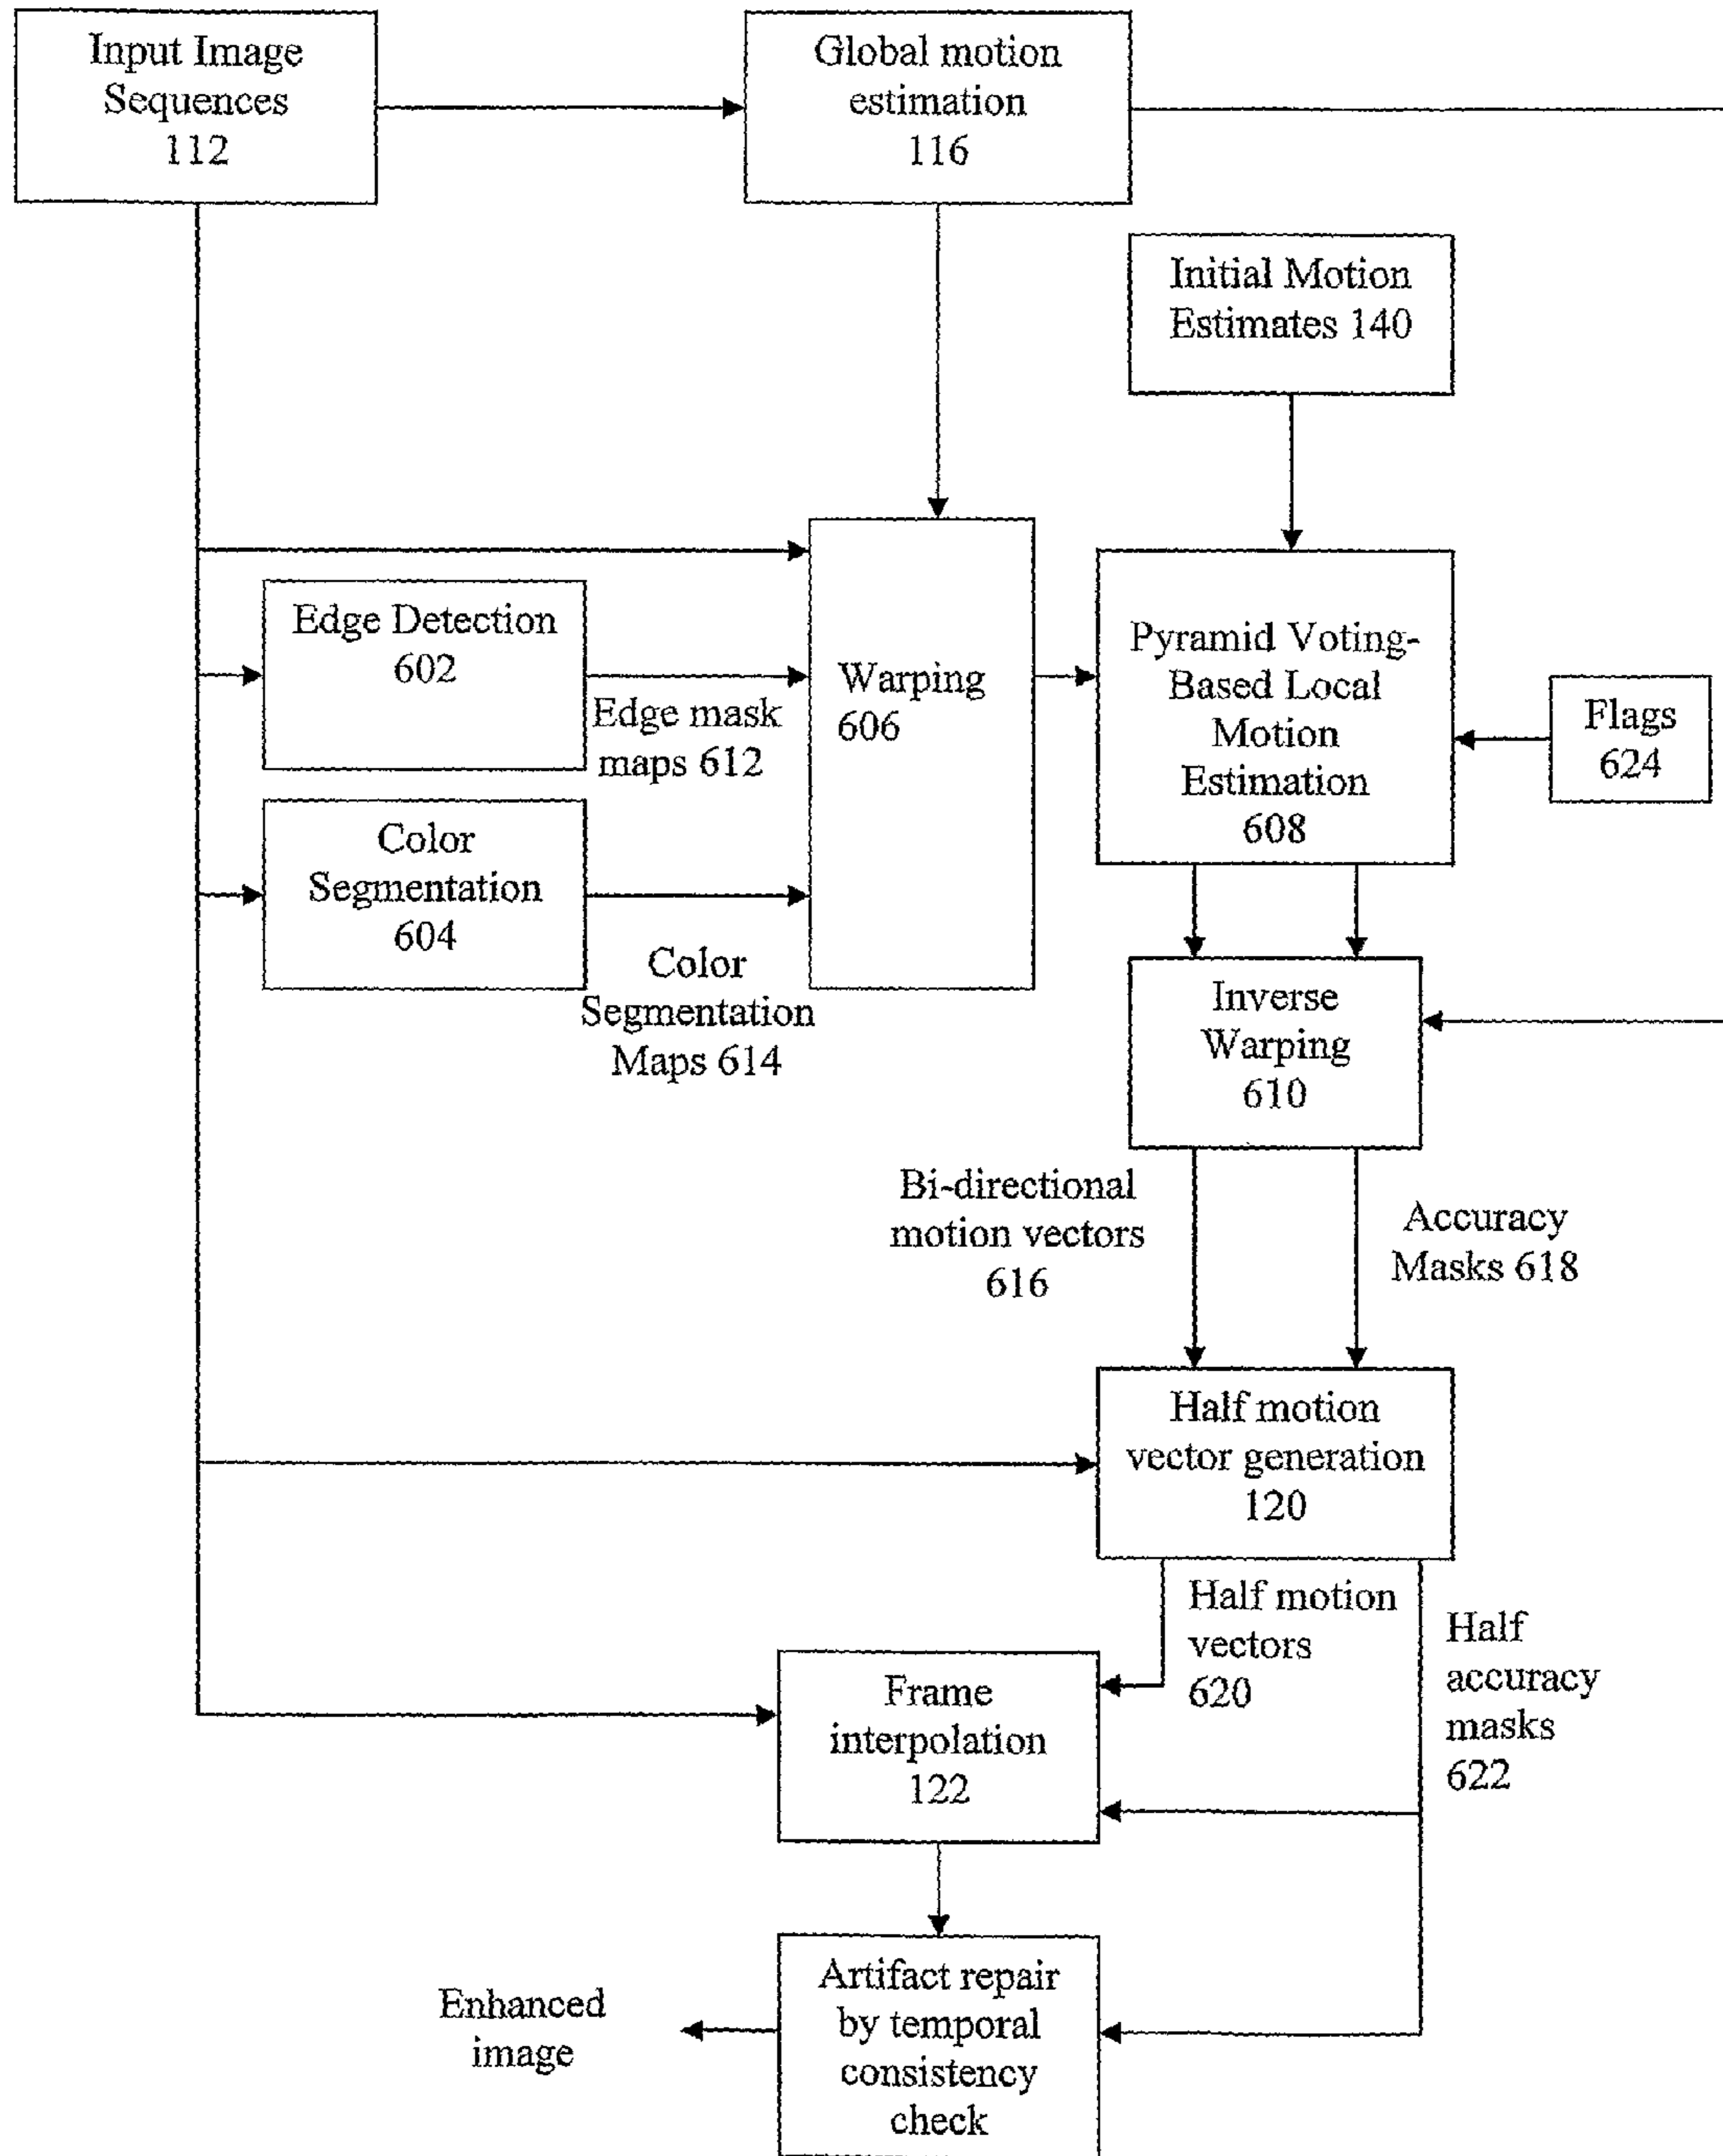 Input Image
Sequences
112
Global motion
estimation
116
Initial Motion
Estimates 140
Edge Detection
602
Edge mask
maps 612
Color
Segmentation
604
Color
Segmentation
Maps 614
Warping
606
Pyramid Voting-
Based Local
Motion
Estimation
608
Flags
624
Inverse
Warping
610
Bi-directional
motion vectors
616
Accuracy
Masks 618
Half motion
vector generation
120
Half motion
vectors
620
Half
accuracy
masks
622
Frame
interpolation
122
Artifact repair
by temporal
consistency
check
Enhanced
image